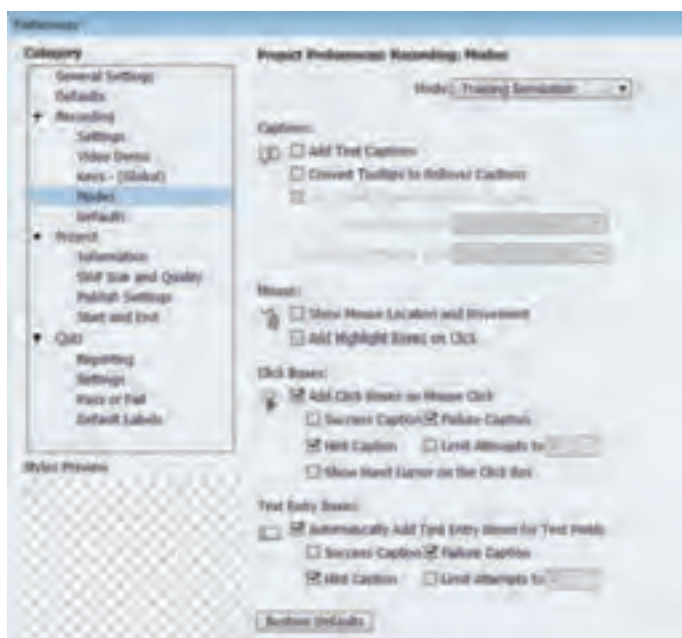 Preferences
Category
General Settings
Defaults
Recording
Settings
Video Demo
Keys - (Global)
Modes
Defaults
Project
Information
SWF Size and Quality
Publish Settings
Start and End
Quiz
Reporting
Settings
Pass or Fail
Default Labels
Styles Preview
Project Preferences: Recording: Modes
Mode: Training Simulation
Captions:
Add Text Captions
Convert Tooltips to Rollover Captions
Mouse:
Show Mouse Location and Movement
Add Highlight Boxes on Click
Click Boxes:
Add Click Boxes on Mouse Click
Success Caption Failure Caption
Hint Caption Limit Attempts to
Show Hand Cursor on the Click Box
Text Entry Boxes:
Automatically Add Text Entry Boxes for Text Fields
Success Caption Failure Caption
Hint Caption Limit Attempts to
Restore Defaults